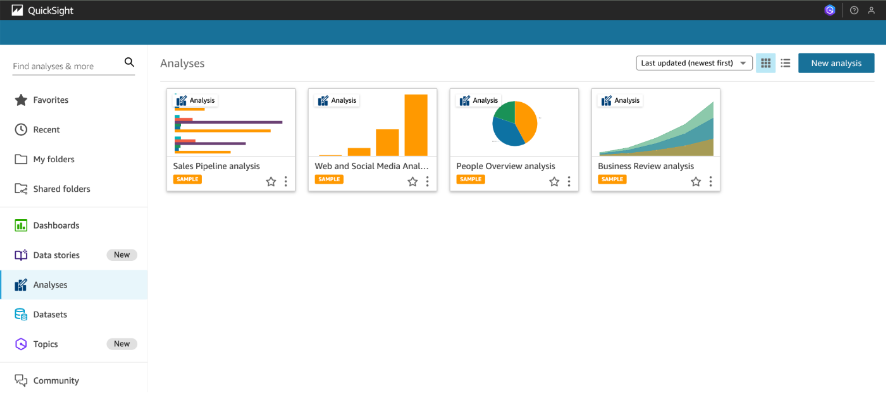 QuickSight
Find analyses & more
Favorites
Recent
My folders
Shared folders
Dashboards
Data stories New
Analyses
Datasets
Topics New
Community
Analyses
Last updated (newest first)
New analysis
Analysis
Sales Pipeline analysis
SAMPLE
Analysis
Web and Social Media Anal...
SAMPLE
Analysis
People Overview analysis
SAMPLE
Analysis
Business Review analysis
SAMPLE